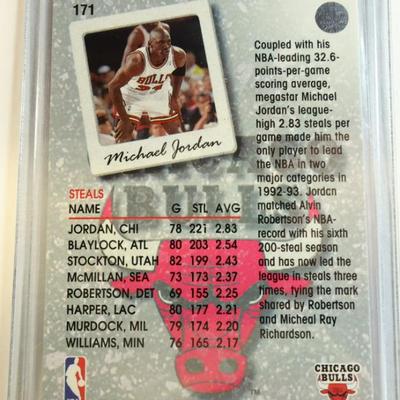 171
Michael Jordan
Coupled with his
NBA-leading 32.6-
points-per-game
scoring average,
megastar Michael
Jordan's league-
high 2.83 steals per
game made him the
only player to lead
the NBA in two
major categories in
1992-93. Jordan
matched Alvin
Robertson's NBA-
record with his sixth
200-steal season
and has now led the
league in steals three
times, tying the mark
shared by Robertson
and Micheal Ray
Richardson.
STEALS
NAME G STL AVG
JORDAN, CHI 78 221 2.83
BLAYLOCK, ATL 80 203 2.54
STOCKTON, UTAH 82 199 2.43
McMILLAN, SEA 73 173 2.37
ROBERTSON, DET 69 155 2.25
HARPER, LAC 80 177 2.21
MURDOCK, MIL 79 174 2.20
WILLIAMS, MIN 76 165 2.17
BULLS
NBA
TM
CHICAGO
BULLS